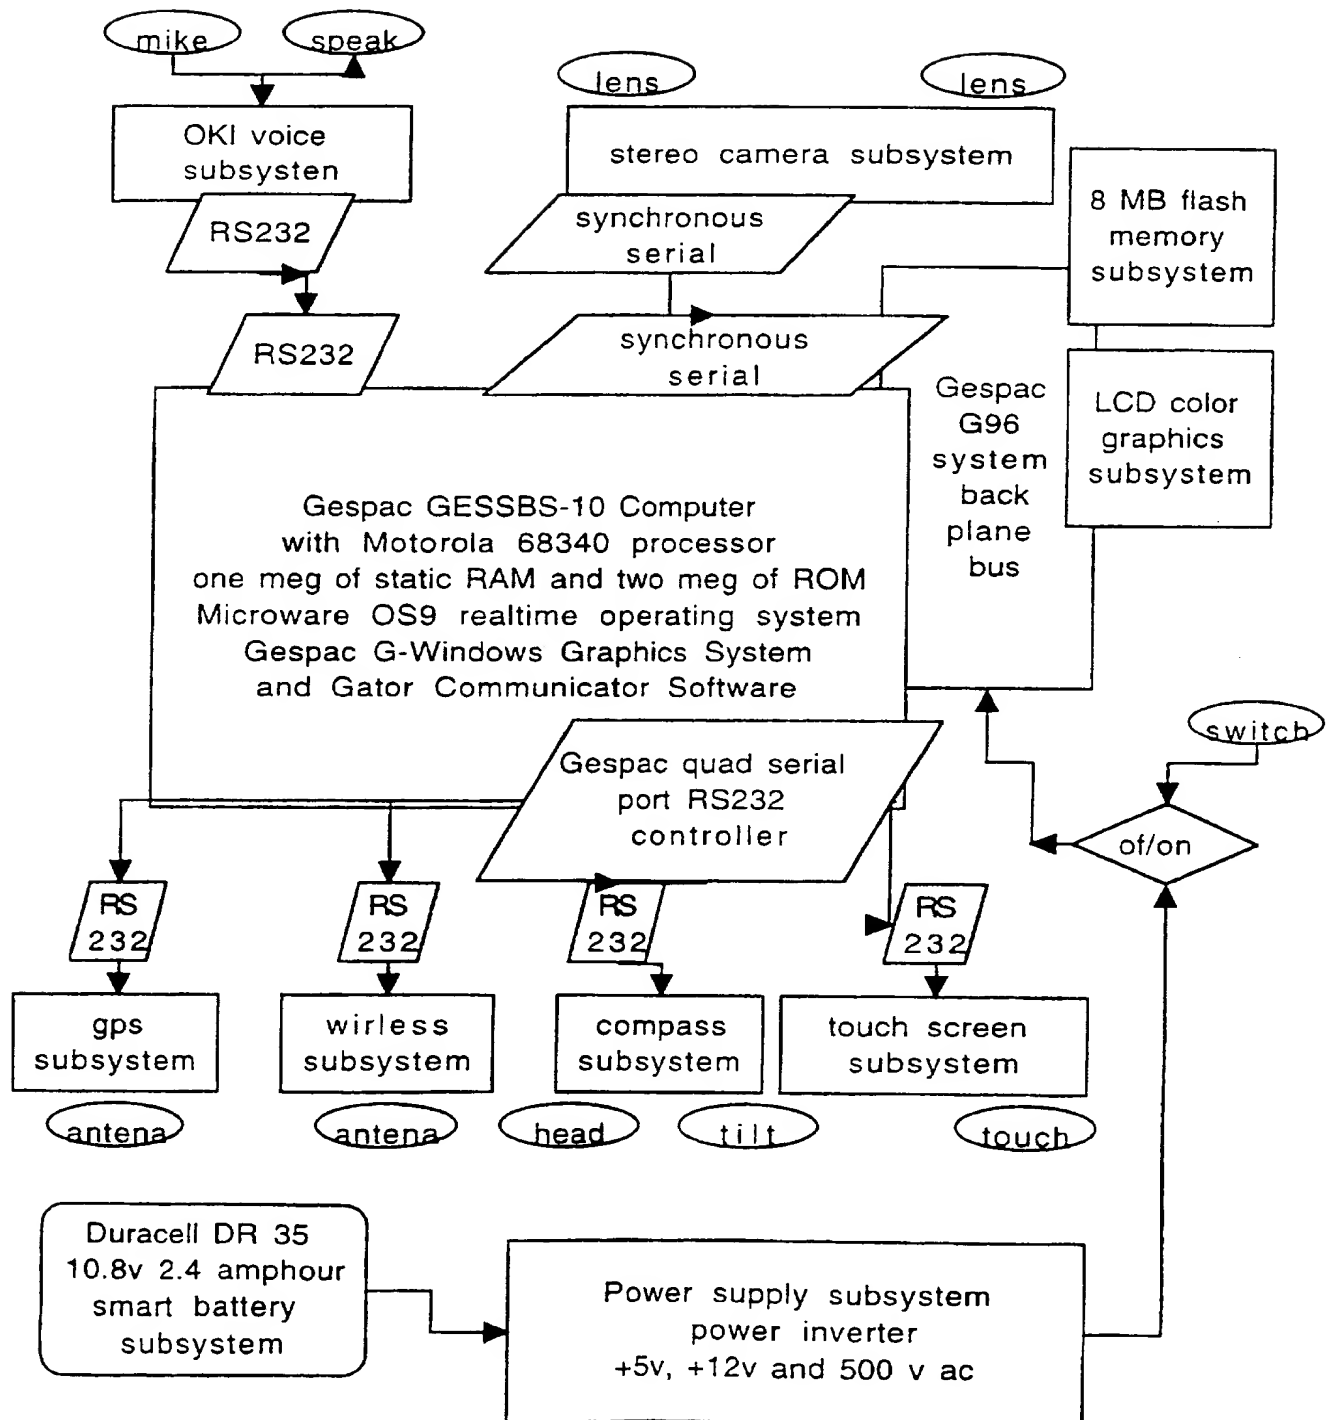 mike
speak
lens
lens
OKI voice
subsysten
stereo camera subsystem
8 MB flash
memory
subsystem
RS232
synchronous
serial
RS232
synchronous
serial
Gespac
G96
system
back
plane
bus
LCD color
graphics
subsystem
Gespac GESSBS-10 Computer
with Motorola 68340 processor
one meg of static RAM and two meg of ROM
Microware OS9 realtime operating system
Gespac G-Windows Graphics System
and Gator Communicator Software
switch
Gespac quad serial
port RS232
controller
of/on
RS
232
RS
232
RS
232
RS
232
gps
subsystem
wirless
subsystem
compass
subsystem
touch screen
subsystem
antena
antena
head
tilt
touch
Duracell DR 35
10.8v 2.4 amphour
smart battery
subsystem
Power supply subsystem
power inverter
+5v, +12v and 500 v ac